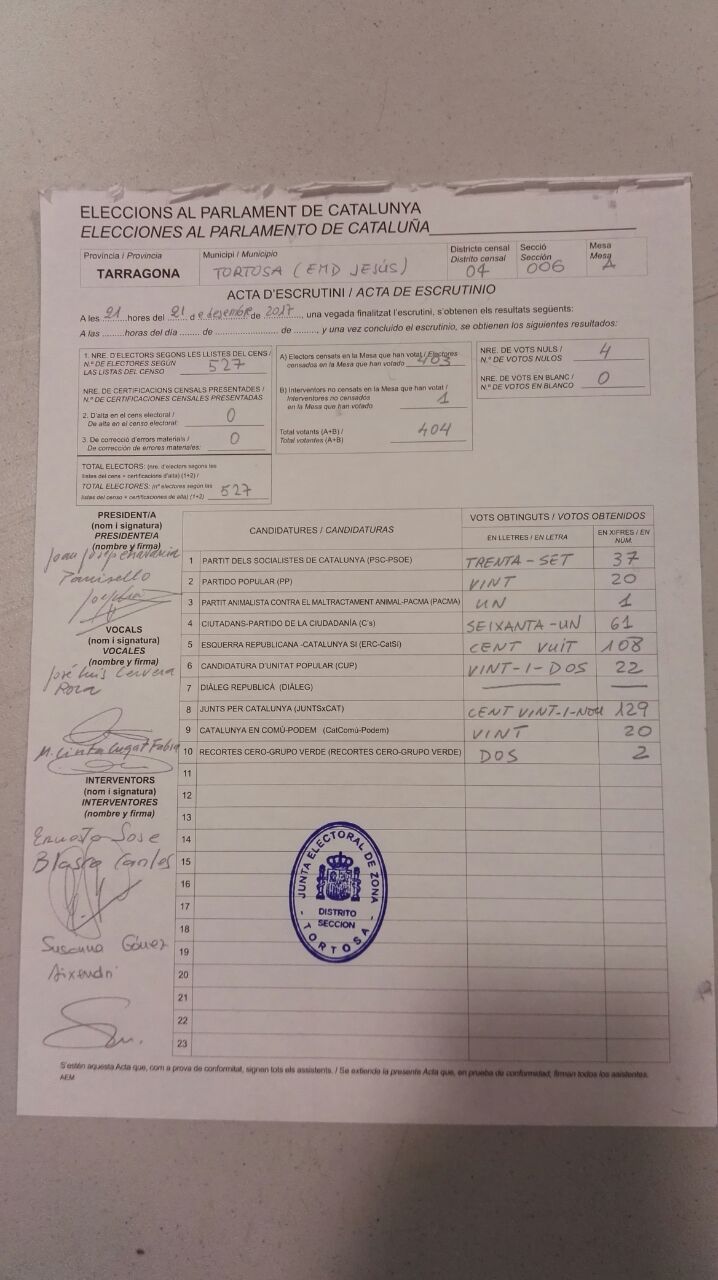 ELECCIONS AL PARLAMENT DE CATALUNYA
ELECCIONES AL PARLAMENTO DE CATALUÑA
Província / Provincia
TARRAGONA
Municipi / Municipio
TORTOSA (EMD JESÚS)
Districte censal
Distrito censal
04
Secció
Sección
006
Mesa
Mesa
A
ACTA D'ESCRUTINI / ACTA DE ESCRUTINIO
A les 21 hores del 21 de desembre de 2017, una vegada finalitzat l'escrutini, s'obtenen els resultats següents:
A las ......... horas del día ...... de ...................... de ........, y una vez concluido el escrutinio, se obtienen los siguientes resultados:
1. NRE. D'ELECTORS SEGONS LES LLISTES DEL CENS /
N.º DE ELECTORES SEGÚN
LAS LISTAS DEL CENSO
527
NRE. DE CERTIFICACIONS CENSALS PRESENTADES /
N.º DE CERTIFICACIONES CENSALES PRESENTADAS
2. D'alta en el cens electoral /
De alta en el censo electoral:
0
3. De correcció d'errors materials /
De corrección de errores materiales:
0
TOTAL ELECTORS: (nre. d'electors segons les
llistes del cens + certificacions d'alta) (1+2) /
TOTAL ELECTORES: (nº electores según las
listas del censo + certificaciones de alta) (1+2)
527
A) Electors censats en la Mesa que han votat / Electores
censados en la Mesa que han votado
403
B) Interventors no censats en la Mesa que han votat /
Interventores no censados
en la Mesa que han votado
1
Total votants (A+B) /
Total votantes (A+B)
404
NRE. DE VOTS NULS /
N.º DE VOTOS NULOS
4
NRE. DE VOTS EN BLANC /
N.º DE VOTOS EN BLANCO
0
PRESIDENT/A
(nom i signatura)
PRESIDENTE/A
(nombre y firma)
VOCALS
(nom i signatura)
VOCALES
(nombre y firma)
José Luis Cervera
M. Cinta Cugat Fabra
INTERVENTORS
(nom i signatura)
INTERVENTORES
(nombre y firma)
Susanna Gómez
CANDIDATURES / CANDIDATURAS
VOTS OBTINGUTS / VOTOS OBTENIDOS
EN LLETRES / EN LETRA
EN XIFRES / EN NÚM.
1 PARTIT DELS SOCIALISTES DE CATALUNYA (PSC-PSOE) TRENTA-SET 37
2 PARTIDO POPULAR (PP) VINT 20
3 PARTIT ANIMALISTA CONTRA EL MALTRACTAMENT ANIMAL-PACMA (PACMA) UN 1
4 CIUTADANS-PARTIDO DE LA CIUDADANÍA (C's) SEIXANTA-UN 61
5 ESQUERRA REPUBLICANA -CATALUNYA SI (ERC-CatSí) CENT VUIT 108
6 CANDIDATURA D'UNITAT POPULAR (CUP) VINT-I-DOS 22
7 DIÀLEG REPUBLICÀ (DIÀLEG)
8 JUNTS PER CATALUNYA (JUNTSxCAT) CENT VINT-I-NOU 129
9 CATALUNYA EN COMÚ-PODEM (CatComú-Podem) VINT 20
10 RECORTES CERO-GRUPO VERDE (RECORTES CERO-GRUPO VERDE) DOS 2
11
12
13
14
15
16
17
18
19
20
21
22
23
JUNTA ELECTORAL DE ZONA
DISTRITO
SECCION
TORTOSA
S'estén aquesta Acta que, com a prova de conformitat, signen tots els assistents. / Se extiende la presente Acta que, en prueba de conformidad, firman todos los asistentes.
AEM